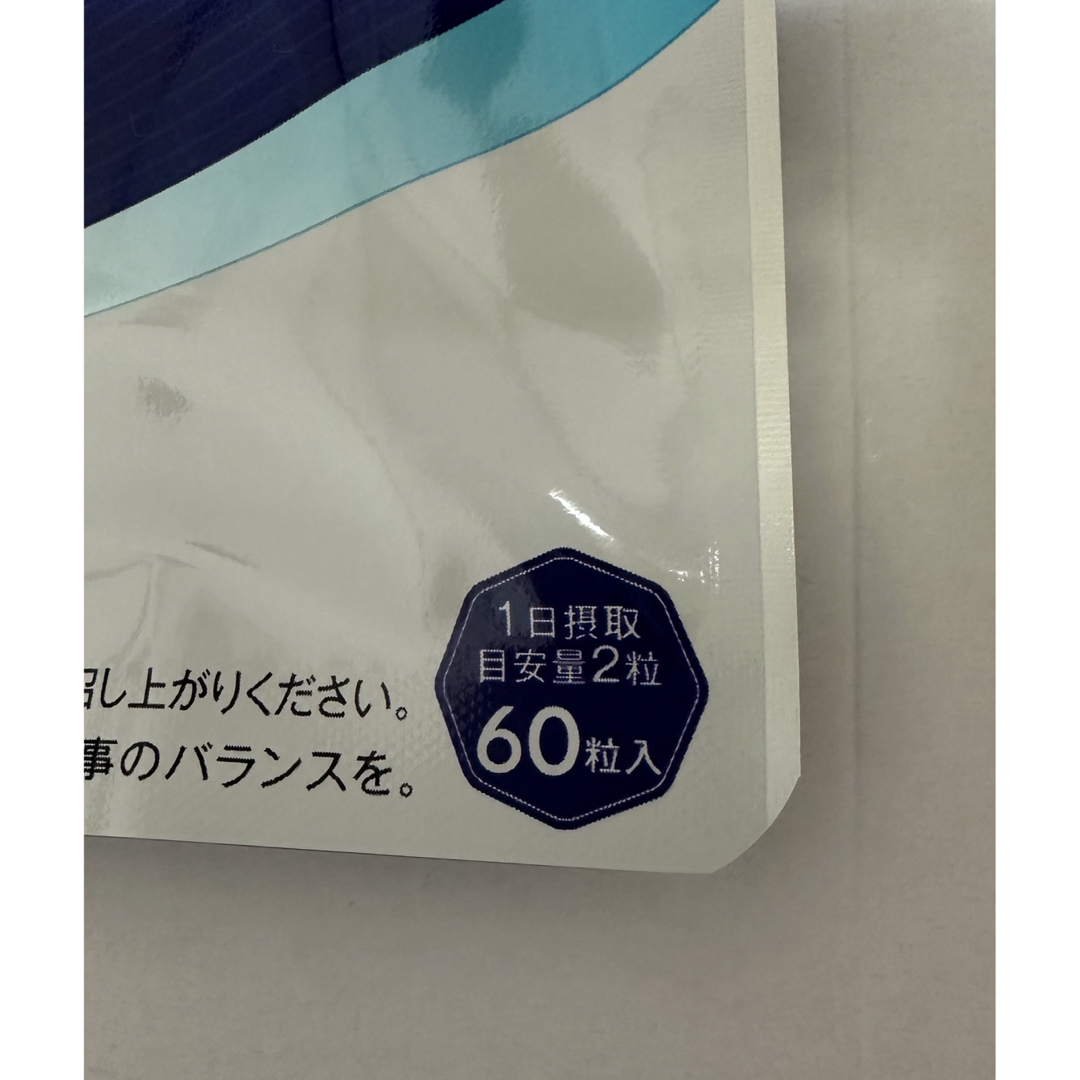 召し上がりください。
事のバランスを。
1日摂取
目安量2粒
60粒入